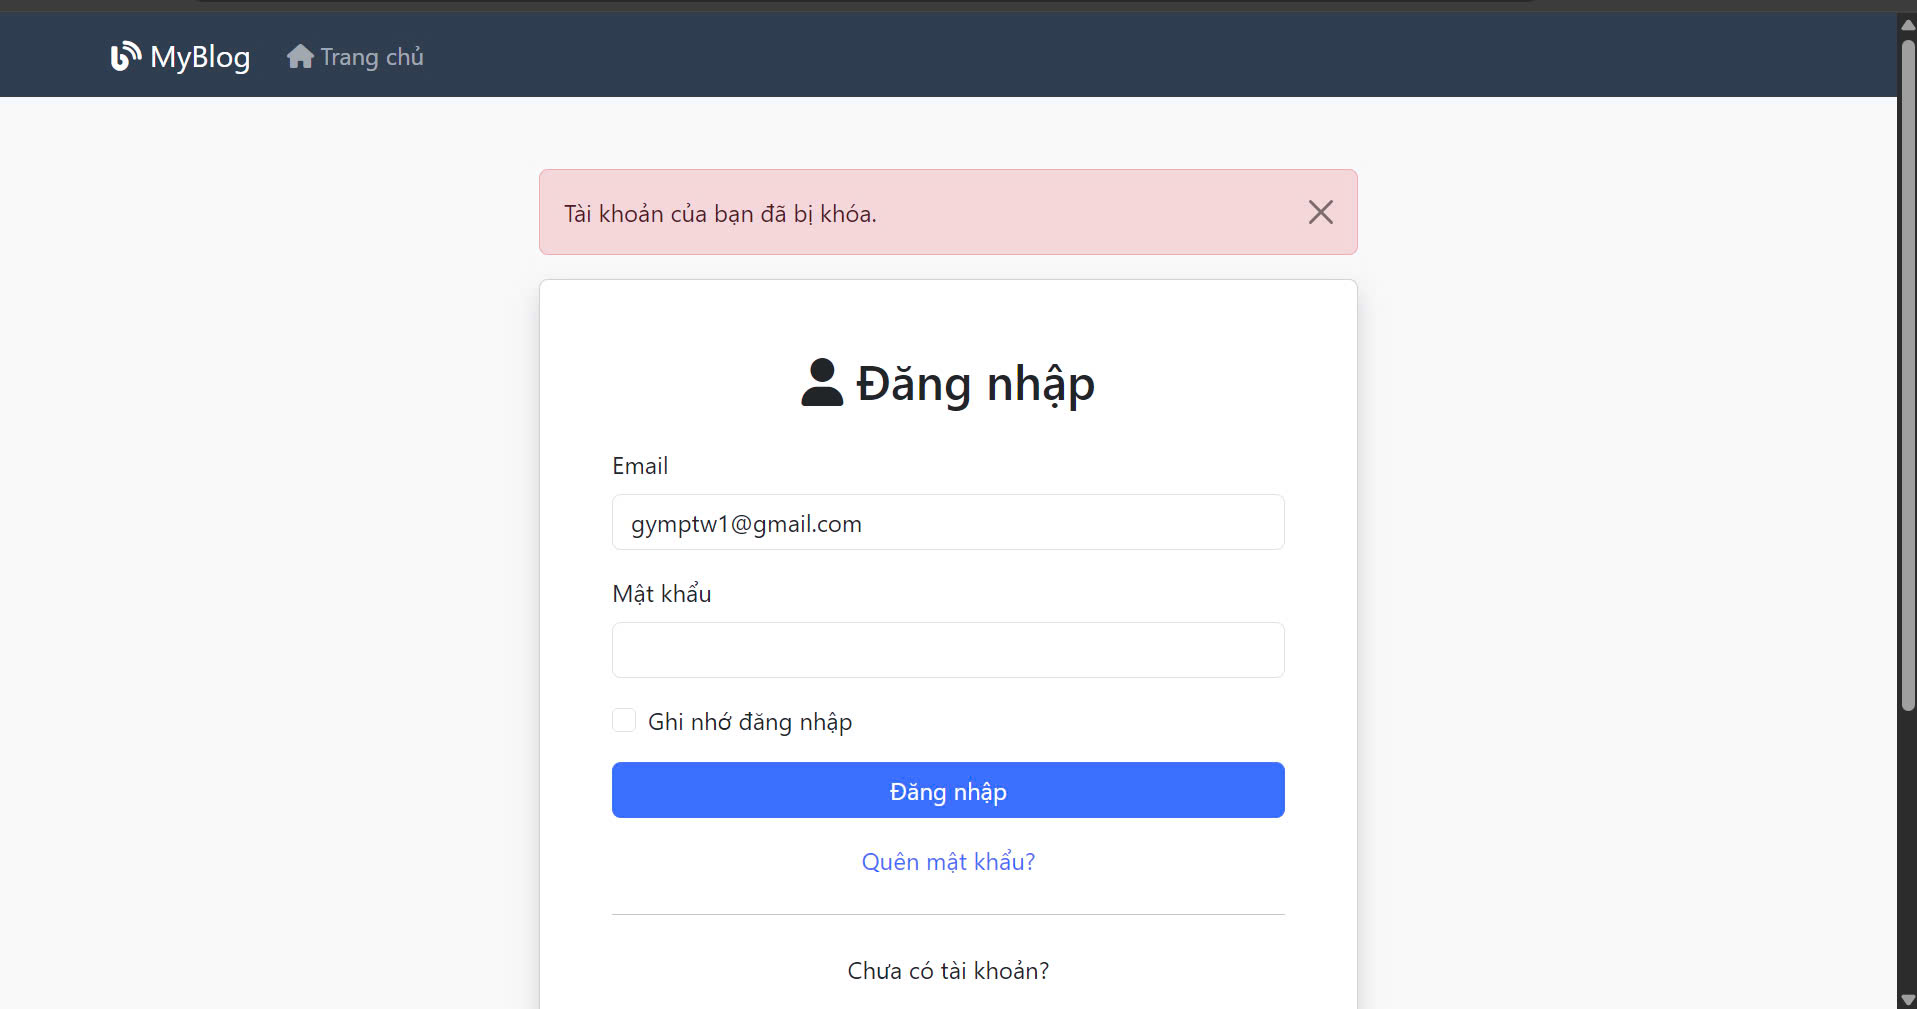 MyBlog Trang chủ
Tài khoản của bạn đã bị khóa.
Đăng nhập
Email
gymptw1@gmail.com
Mật khẩu
Ghi nhớ đăng nhập
Đăng nhập
Quên mật khẩu?
Chưa có tài khoản?